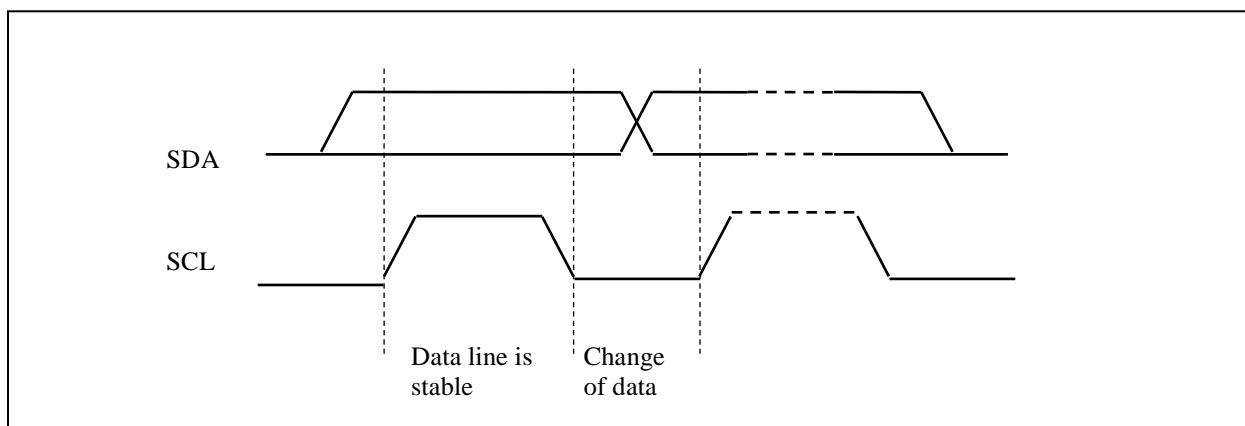 SDA
SCL
Data line is
stable
Change
of data